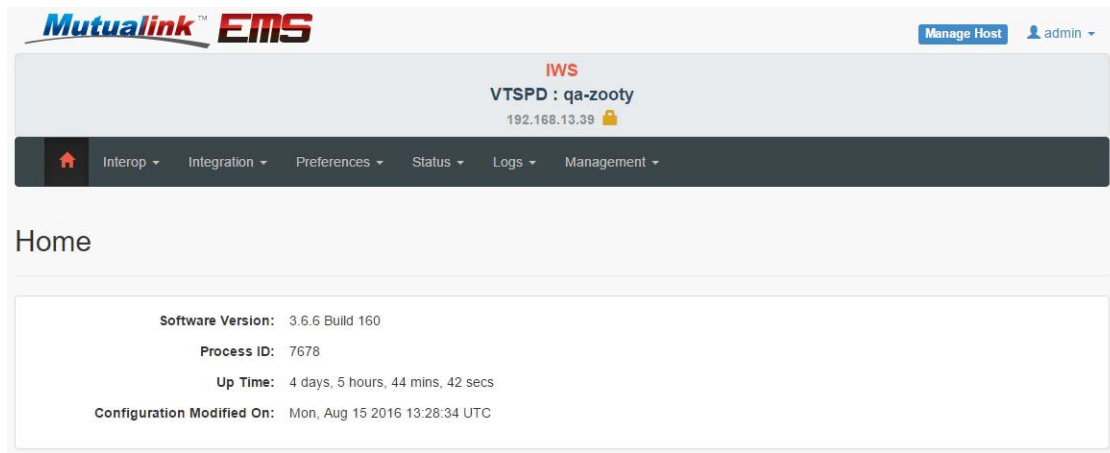 Mutualink™ EMS
Manage Host admin
IWS
VTSPD : qa-zooty
192.168.13.39
Interop Integration Preferences Status Logs Management
Home
Software Version: 3.6.6 Build 160
Process ID: 7678
Up Time: 4 days, 5 hours, 44 mins, 42 secs
Configuration Modified On: Mon, Aug 15 2016 13:28:34 UTC